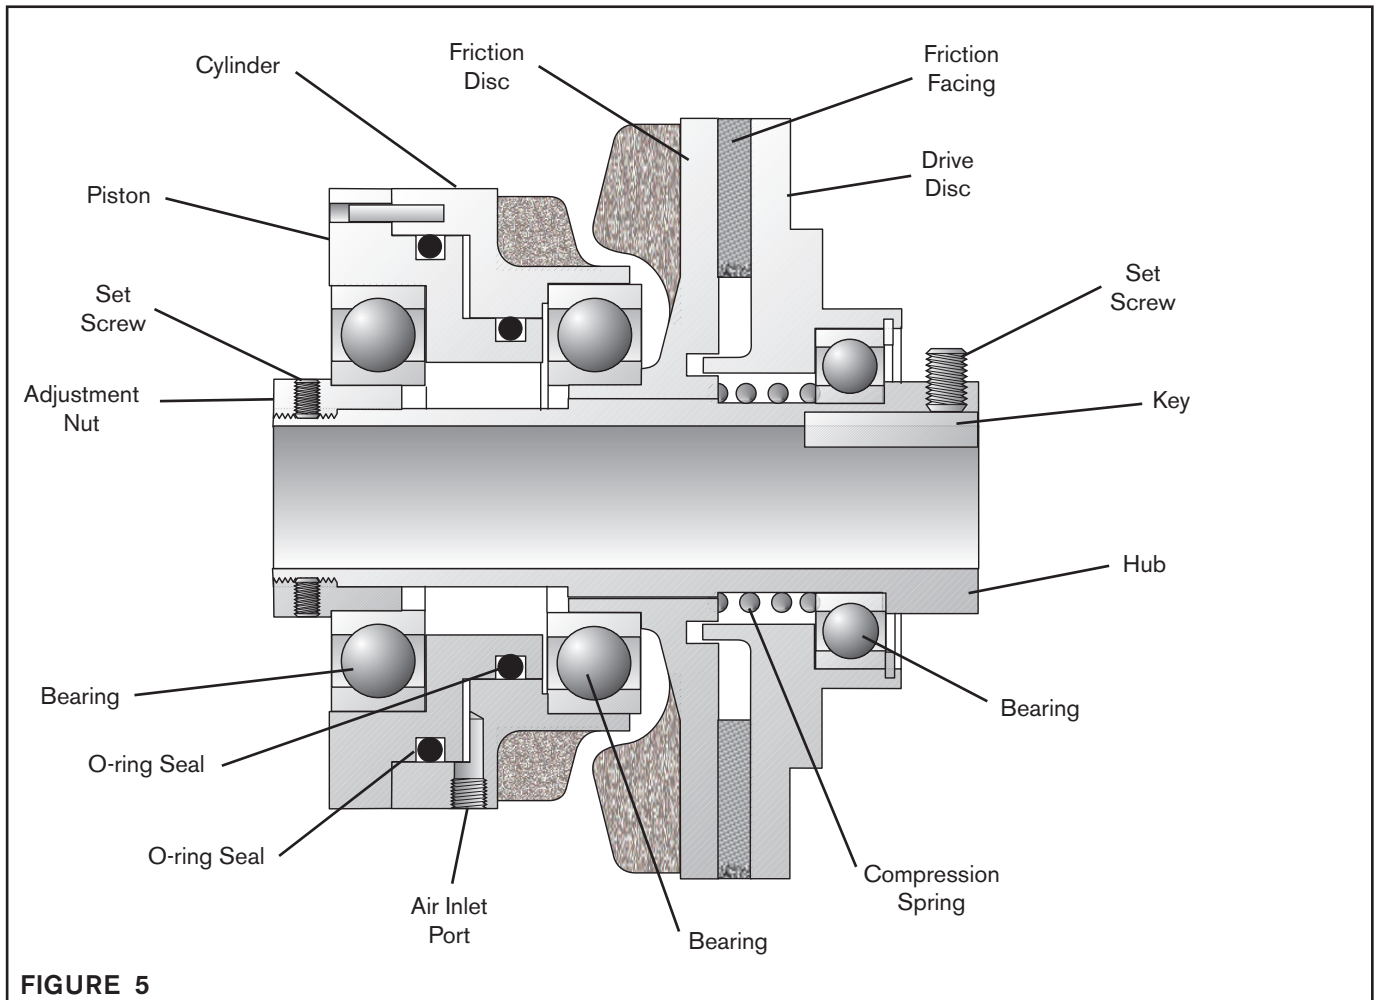 Cylinder
Friction
Disc
Friction
Facing
Drive
Disc
Piston
Set
Screw
Set
Screw
Adjustment
Nut
Key
Hub
Bearing
Bearing
O-ring Seal
O-ring Seal
Compression
Spring
Air Inlet
Port
Bearing
FIGURE 5